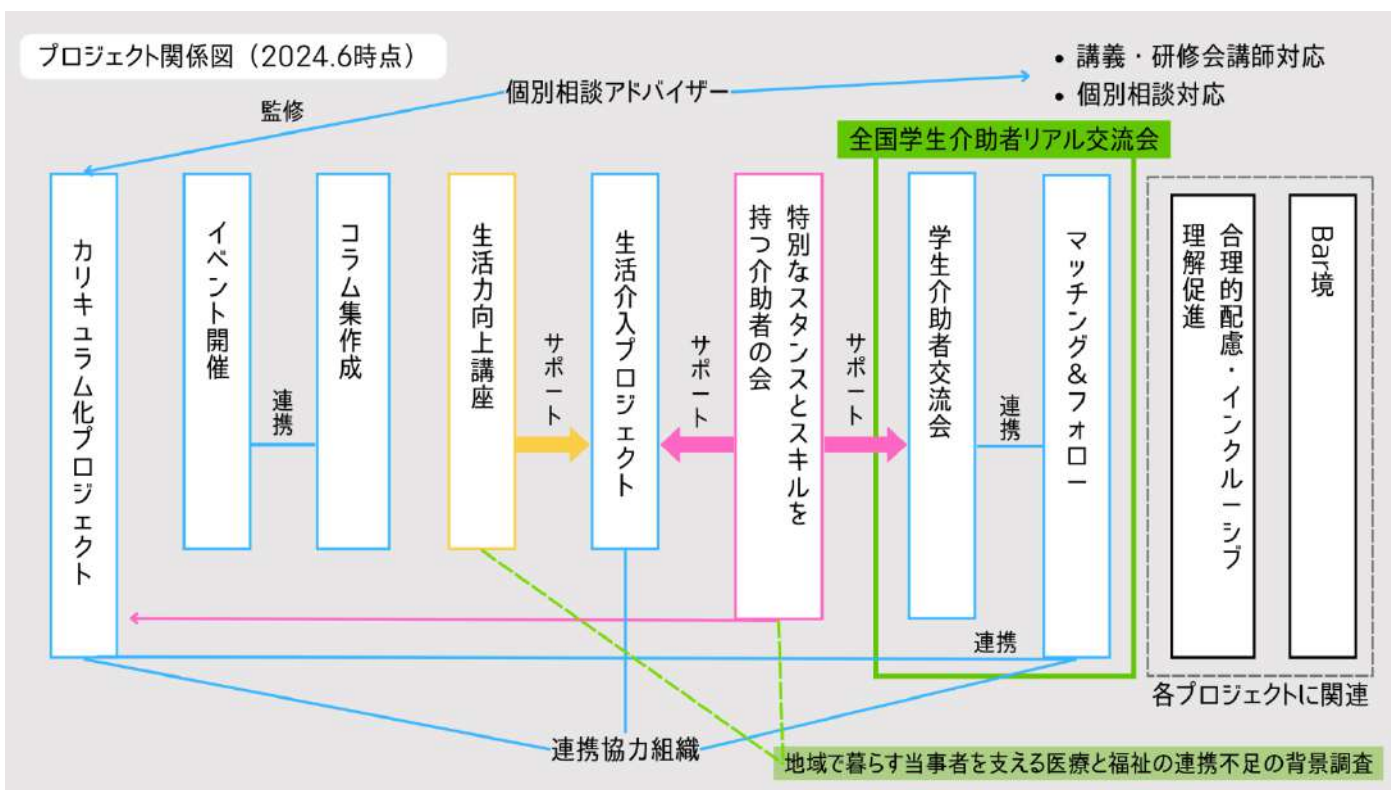 プロジェクト関係図（2024.6時点）
・講義・研修会講師対応
・個別相談対応
個別相談アドバイザー
監修
全国学生介助者リアル交流会
カリキュラム化プロジェクト
イベント開催
連携
コラム集作成
生活力向上講座
サポート
生活介入プロジェクト
サポート
特別なスタンスとスキルを
持つ介助者の会
サポート
学生介助者交流会
連携
マッチング&フォロー
合理的配慮・インクルーシブ
理解促進
Bar境
連携
各プロジェクトに関連
連携協力組織
地域で暮らす当事者を支える医療と福祉の連携不足の背景調査